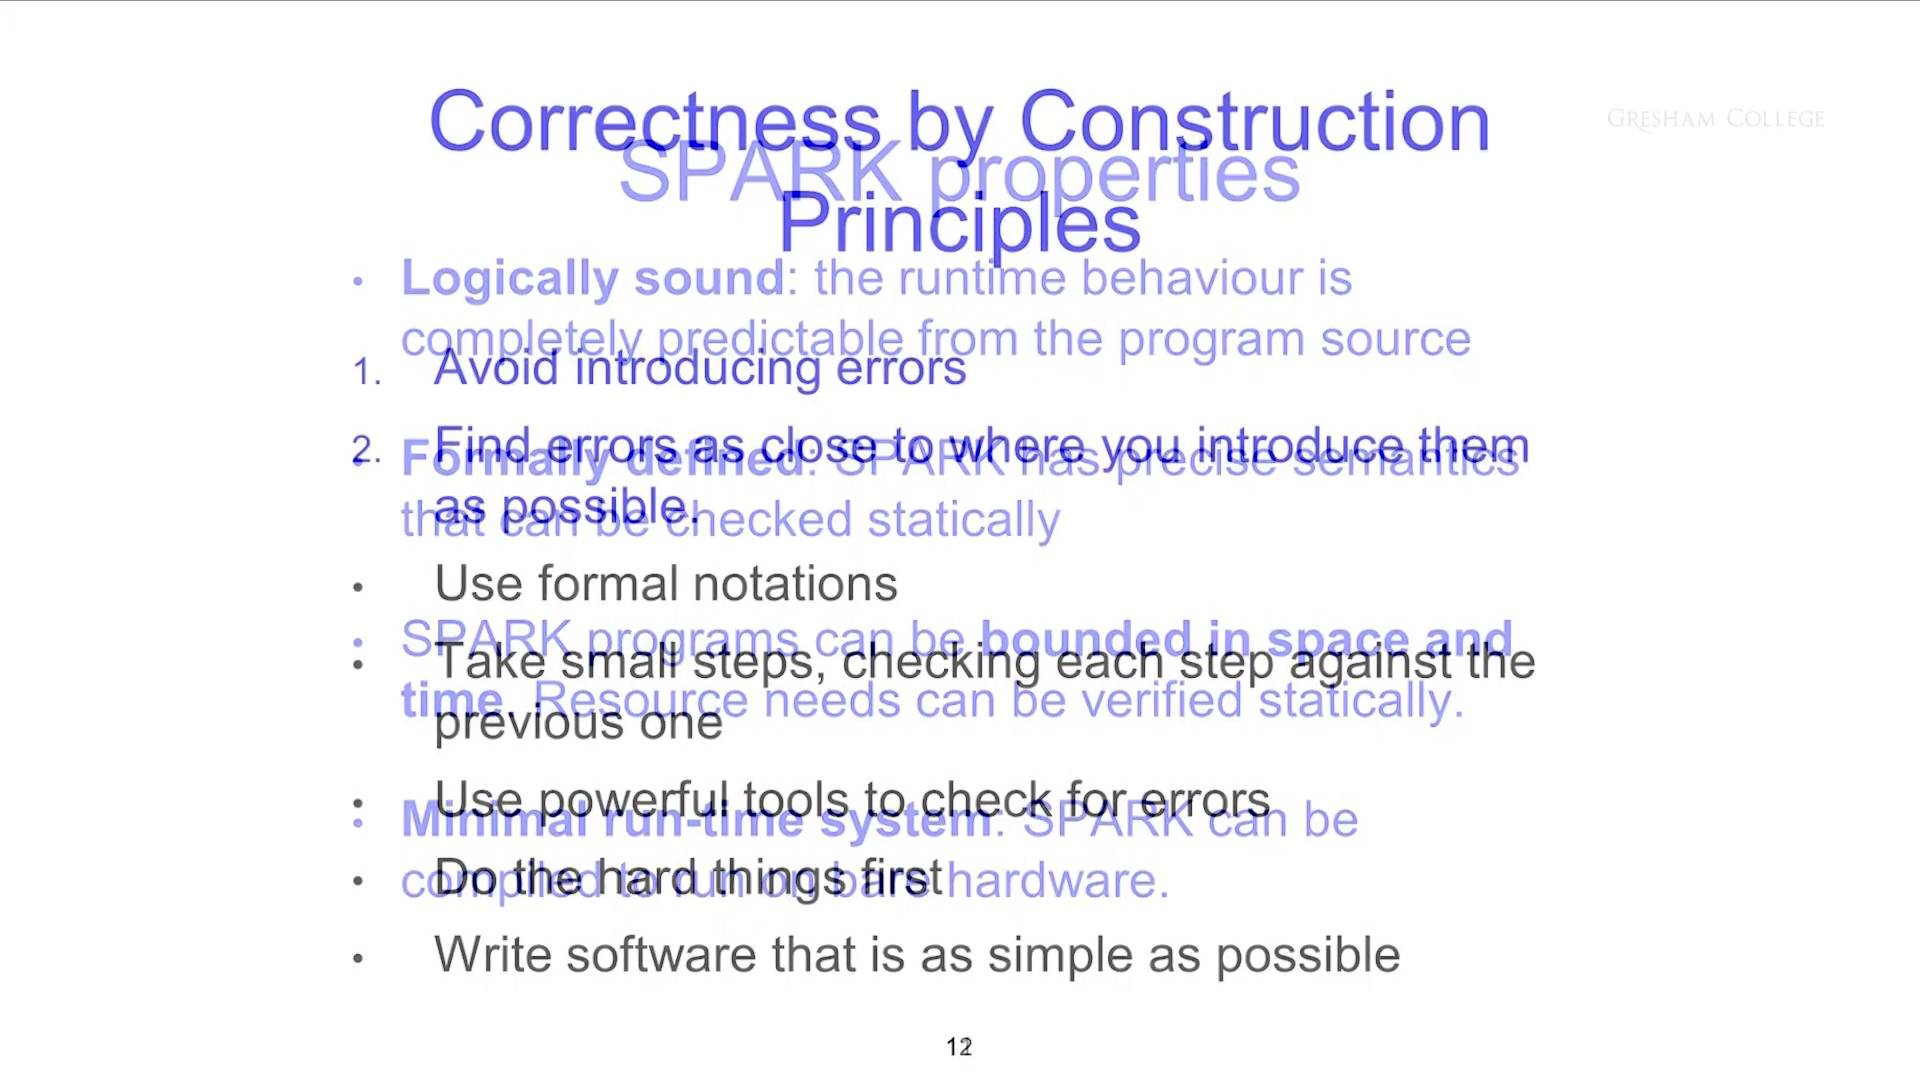 GRESHAM COLLEGE
Correctness by Construction
Principles
1. Avoid introducing errors
2. Find errors as close to where you introduce them
as possible.
• Use formal notations
• Take small steps, checking each step against the
previous one
• Use powerful tools to check for errors
• Do the hard things first
• Write software that is as simple as possible
SPARK properties
• Logically sound: the runtime behaviour is
completely predictable from the program source
• Formally defined: SPARK has precise semantics
that can be checked statically
• SPARK programs can be bounded in space and
time. Resource needs can be verified statically.
• Minimal run-time system: SPARK can be
compiled to run on bare hardware.